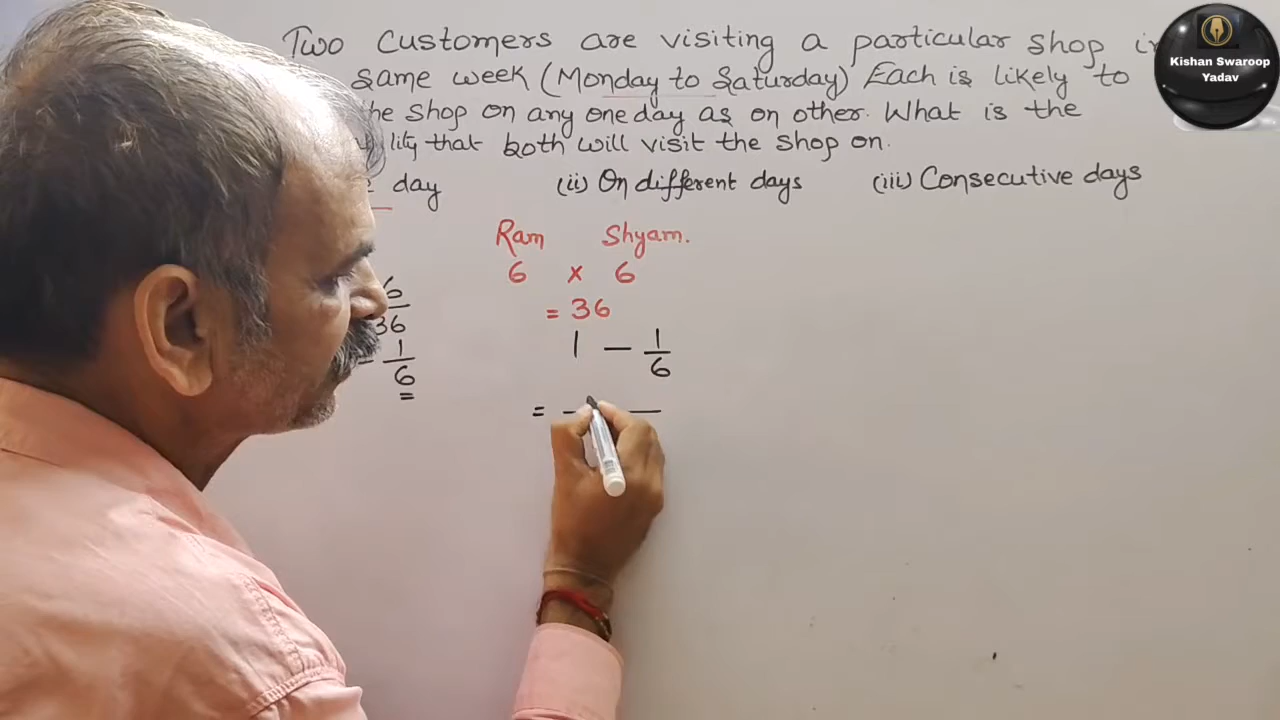 Two customers are visiting a particular shop in
same week (Monday to Saturday) Each is likely to
the shop on any one day as on other. What is the
that both will visit the shop on.
day (ii) On different days (iii) Consecutive days
Ram Shyam.
6 x 6
= 36
6/36
1 - 1/6
- 1/6
=
Kishan Swaroop
Yadav